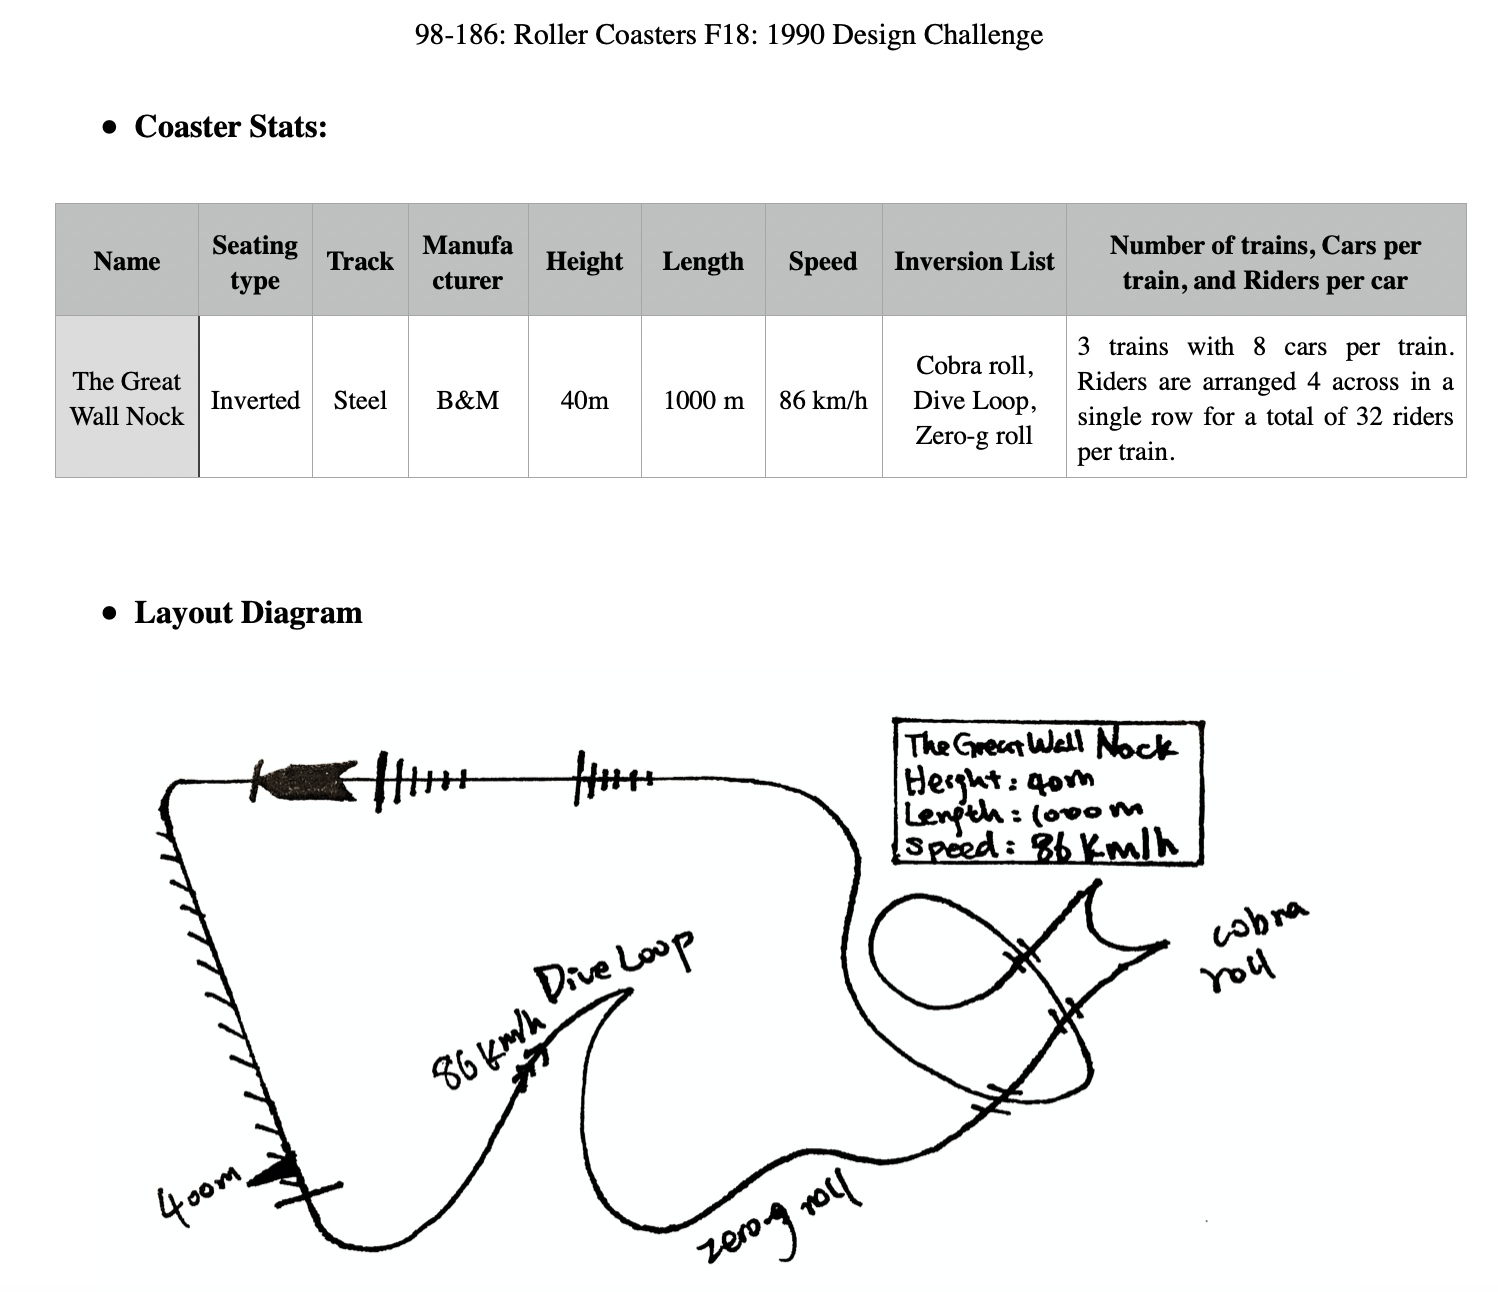 98-186: Roller Coasters F18: 1990 Design Challenge
• Coaster Stats:
Name
Seating
type
Track
Manufa
cturer
Height
Length
Speed
Inversion List
Number of trains, Cars per
train, and Riders per car
The Great
Wall Nock
Inverted
Steel
B&M
40m
1000 m
86 km/h
Cobra roll,
Dive Loop,
Zero-g roll
3 trains with 8 cars per train.
Riders are arranged 4 across in a
single row for a total of 32 riders
per train.
• Layout Diagram
The Great Wall Nock
Height: 40m
Length: 1000 m
Speed: 86 Km/h
cobra
roll
Dive Loop
86 km/h
400m
zero-g roll